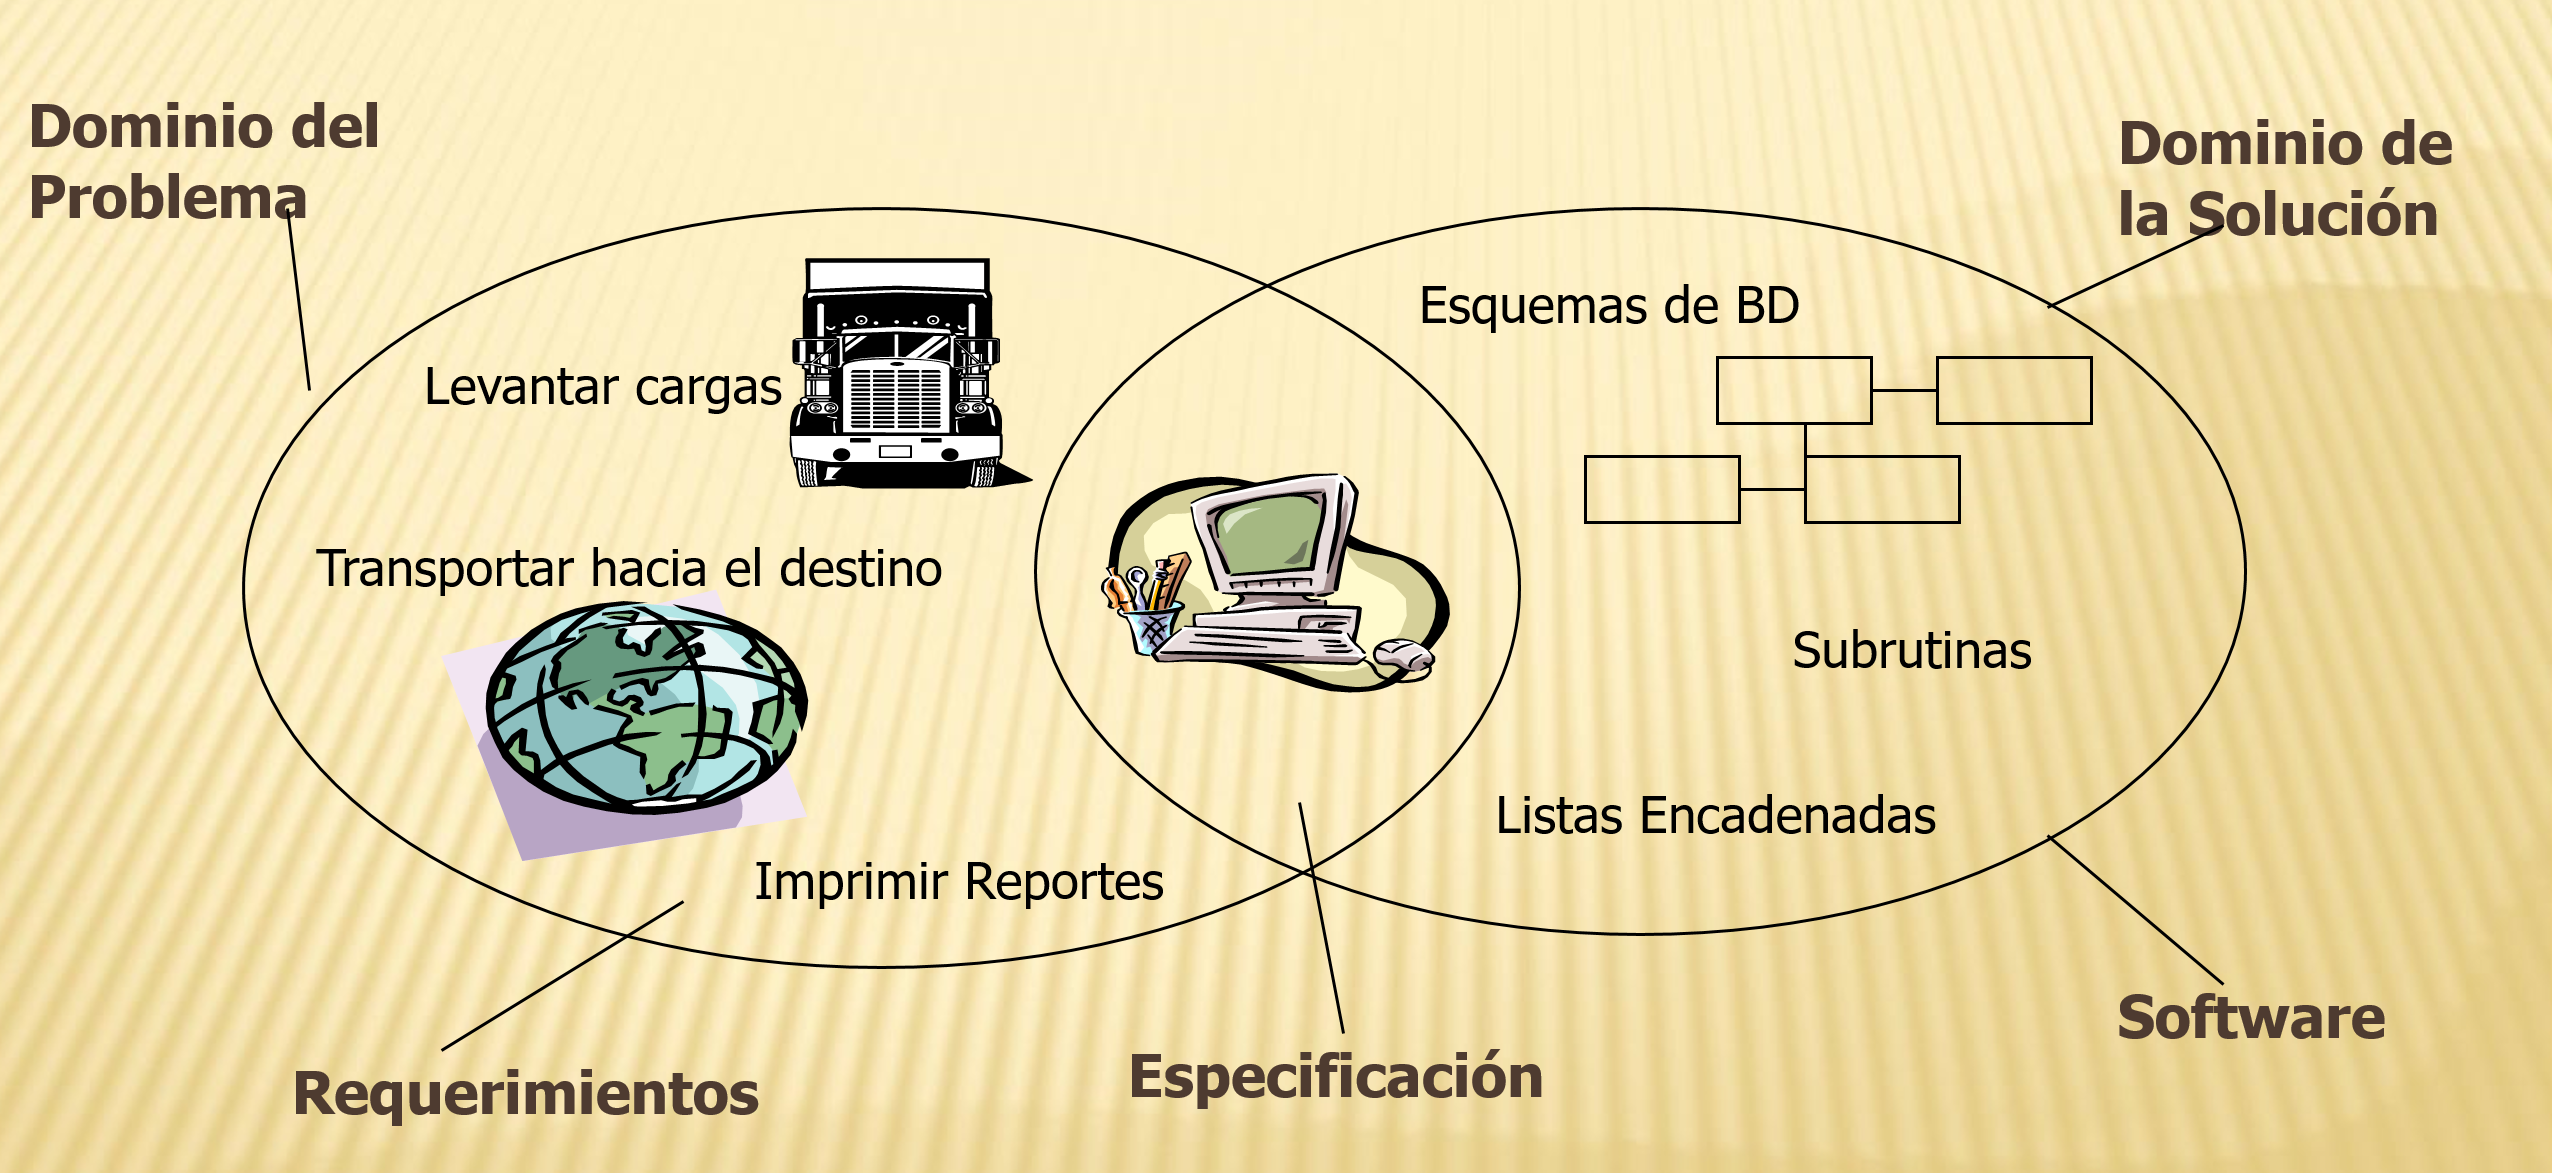 Dominio del
Problema
Dominio de
la Solución
Esquemas de BD
Levantar cargas
Transportar hacia el destino
Subrutinas
Listas Encadenadas
Imprimir Reportes
Software
Especificación
Requerimientos